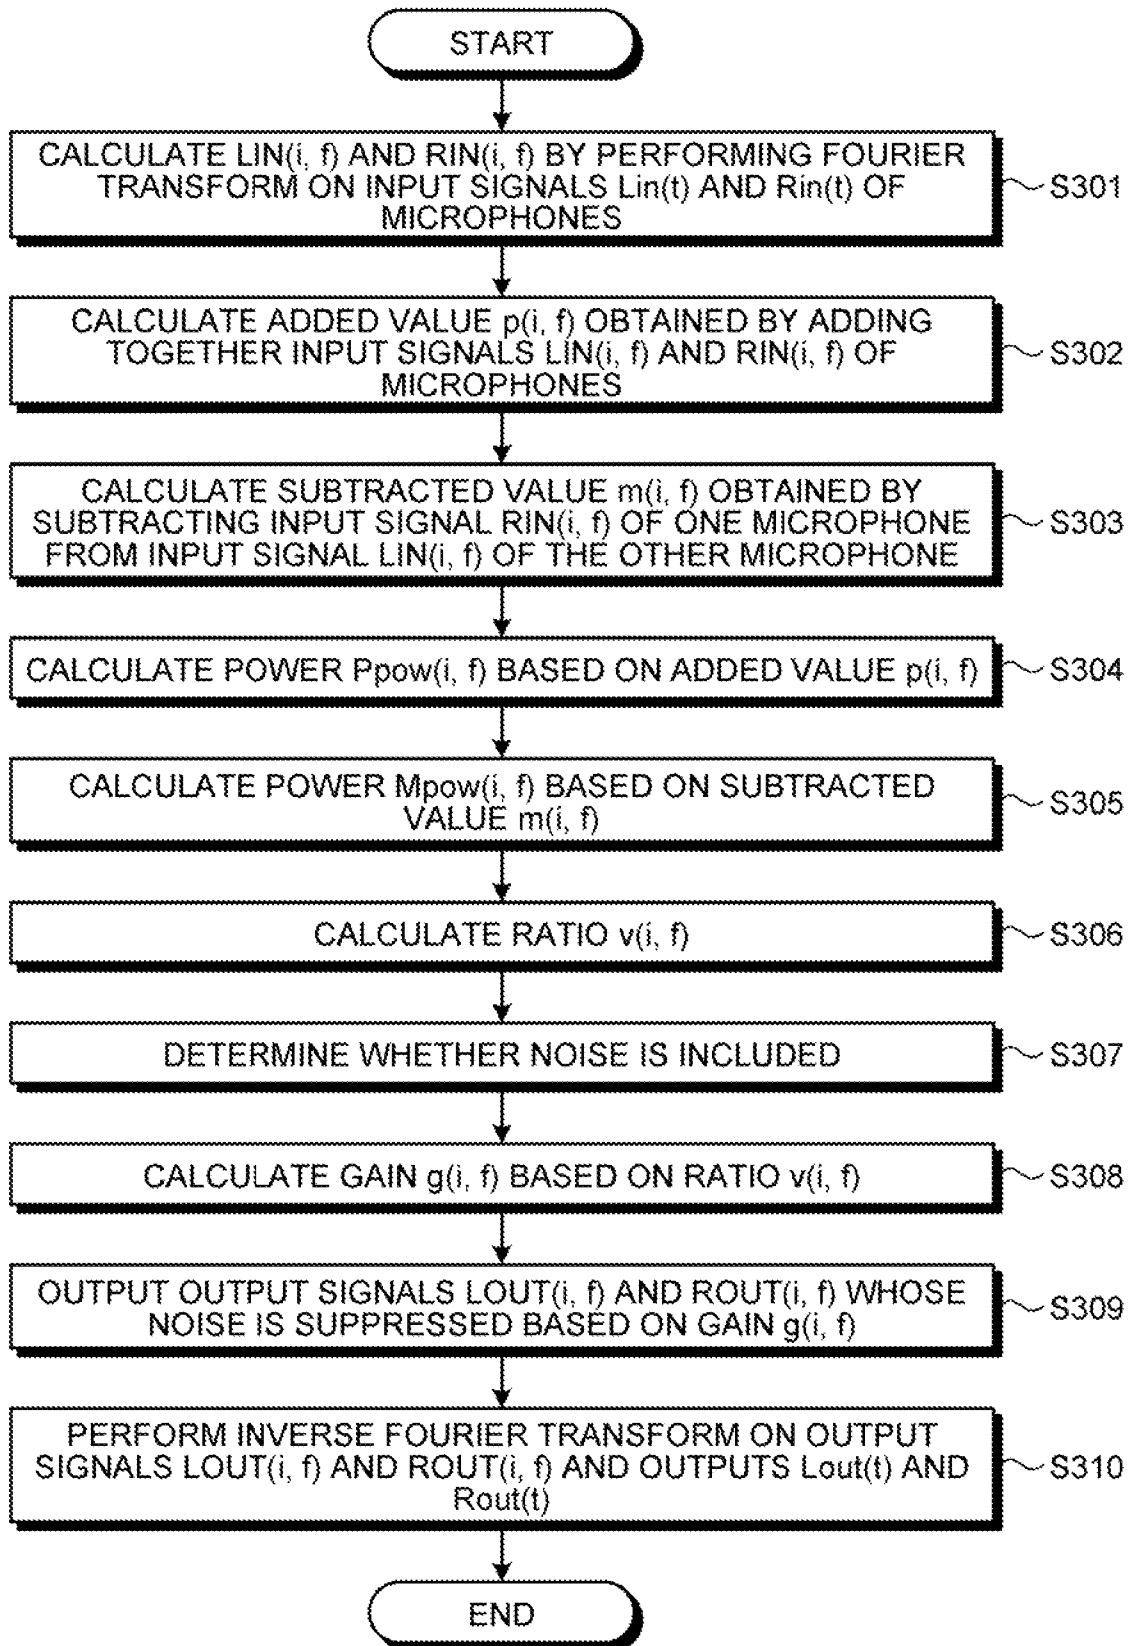 START
CALCULATE LIN(i, f) AND RIN(i, f) BY PERFORMING FOURIER
TRANSFORM ON INPUT SIGNALS Lin(t) AND Rin(t) OF
MICROPHONES
S301
CALCULATE ADDED VALUE p(i, f) OBTAINED BY ADDING
TOGETHER INPUT SIGNALS LIN(i, f) AND RIN(i, f) OF
MICROPHONES
S302
CALCULATE SUBTRACTED VALUE m(i, f) OBTAINED BY
SUBTRACTING INPUT SIGNAL RIN(i, f) OF ONE MICROPHONE
FROM INPUT SIGNAL LIN(i, f) OF THE OTHER MICROPHONE
S303
CALCULATE POWER Ppow(i, f) BASED ON ADDED VALUE p(i, f)
S304
CALCULATE POWER Mpow(i, f) BASED ON SUBTRACTED
VALUE m(i, f)
S305
CALCULATE RATIO v(i, f)
S306
DETERMINE WHETHER NOISE IS INCLUDED
S307
CALCULATE GAIN g(i, f) BASED ON RATIO v(i, f)
S308
OUTPUT OUTPUT SIGNALS LOUT(i, f) AND ROUT(i, f) WHOSE
NOISE IS SUPPRESSED BASED ON GAIN g(i, f)
S309
PERFORM INVERSE FOURIER TRANSFORM ON OUTPUT
SIGNALS LOUT(i, f) AND ROUT(i, f) AND OUTPUTS Lout(t) AND
Rout(t)
S310
END